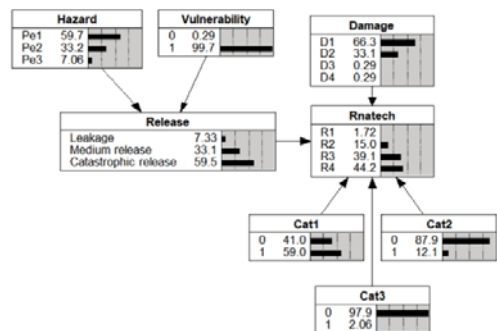 Hazard
Pe1 59.7
Pe2 33.2
Pe3 7.06
Vulnerability
0 0.29
1 99.7
Damage
D1 66.3
D2 33.1
D3 0.29
D4 0.29
Release
Leakage 7.33
Medium release 33.1
Catastrophic release 59.5
Rnatech
R1 1.72
R2 15.0
R3 39.1
R4 44.2
Cat1
0 41.0
1 59.0
Cat2
0 87.9
1 12.1
Cat3
0 97.9
1 2.06